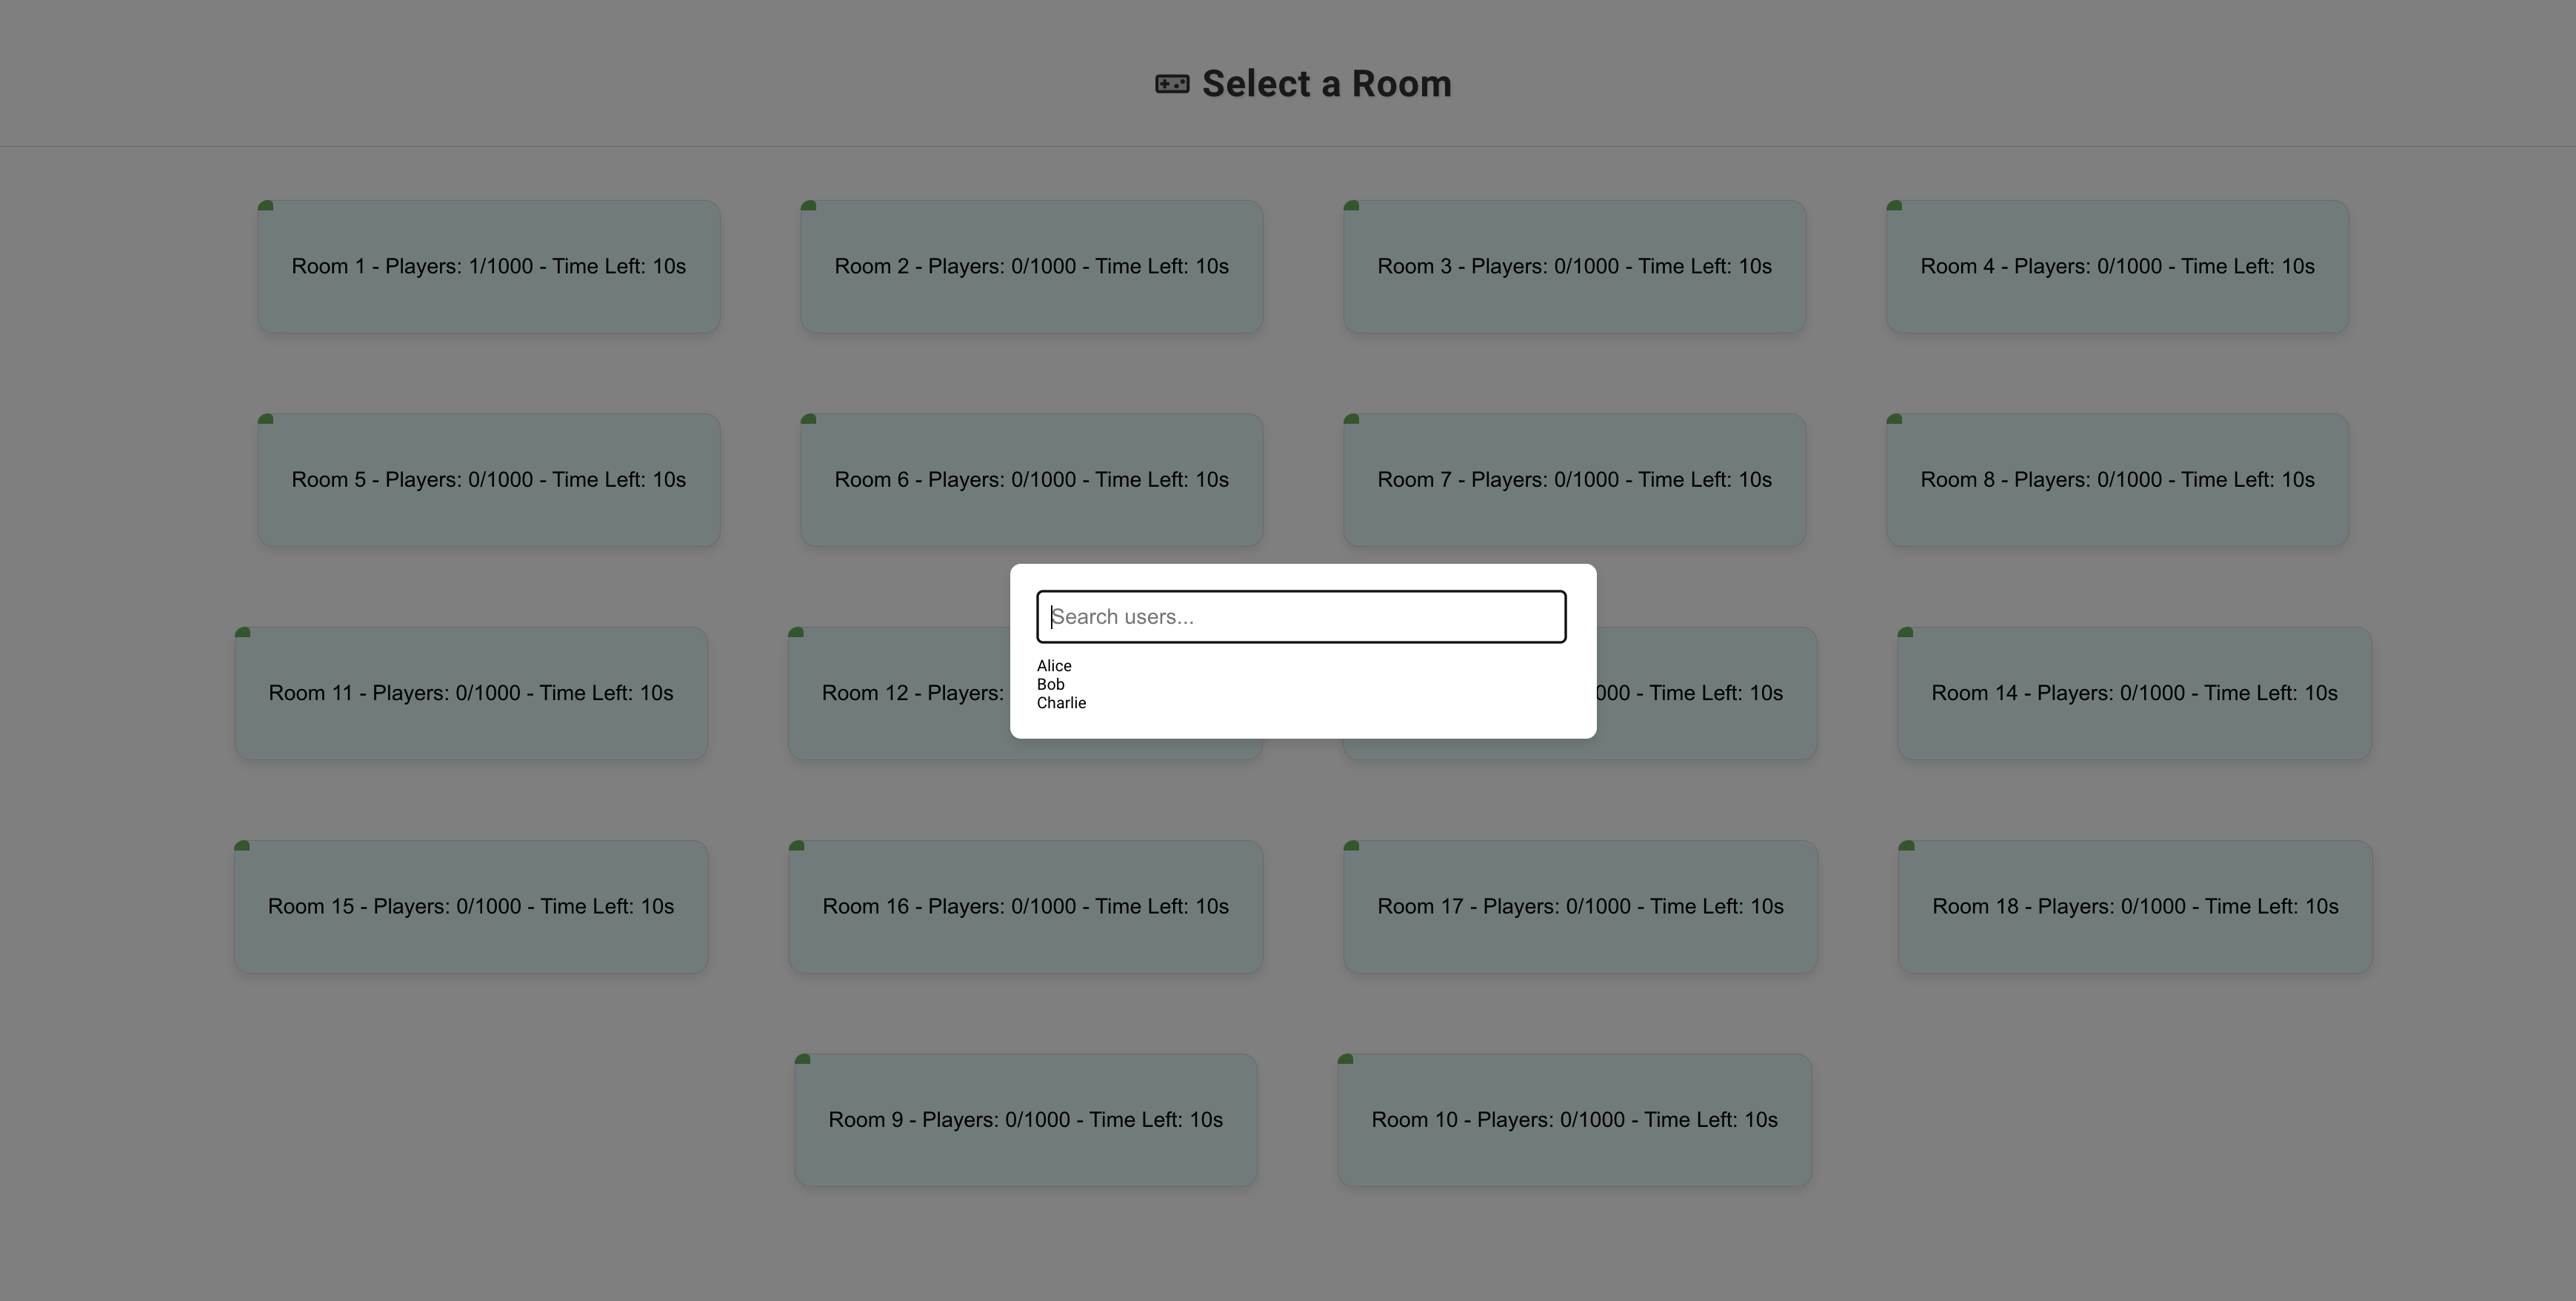 Select a Room
Room 1 - Players: 1/1000 - Time Left: 10s
Room 2 - Players: 0/1000 - Time Left: 10s
Room 3 - Players: 0/1000 - Time Left: 10s
Room 4 - Players: 0/1000 - Time Left: 10s
Room 5 - Players: 0/1000 - Time Left: 10s
Room 6 - Players: 0/1000 - Time Left: 10s
Room 7 - Players: 0/1000 - Time Left: 10s
Room 8 - Players: 0/1000 - Time Left: 10s
Search users...
Alice
Bob
Charlie
Room 11 - Players: 0/1000 - Time Left: 10s
Room 12 - Players:
000 - Time Left: 10s
Room 14 - Players: 0/1000 - Time Left: 10s
Room 15 - Players: 0/1000 - Time Left: 10s
Room 16 - Players: 0/1000 - Time Left: 10s
Room 17 - Players: 0/1000 - Time Left: 10s
Room 18 - Players: 0/1000 - Time Left: 10s
Room 9 - Players: 0/1000 - Time Left: 10s
Room 10 - Players: 0/1000 - Time Left: 10s